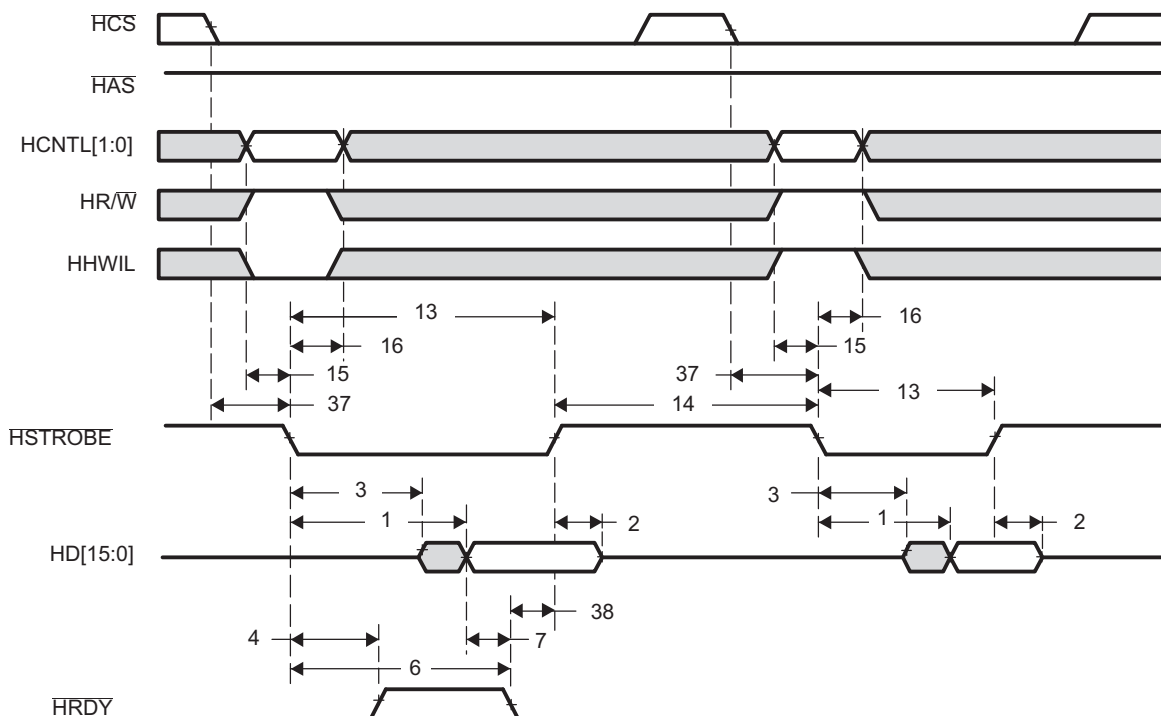 HCS
HAS
HCNTL[1:0]
HR/W
HHWIL
13
16
16
15
15
37
37
13
14
HSTROBE
3
3
1
2
1
2
HD[15:0]
38
4
7
6
HRDY